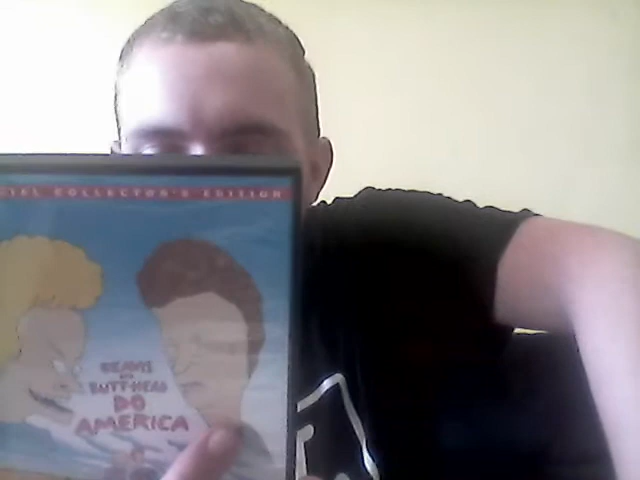 COLLECTOR'S EDITION
BEAVIS
AND
BUTT-HEAD
DO
AMERICA